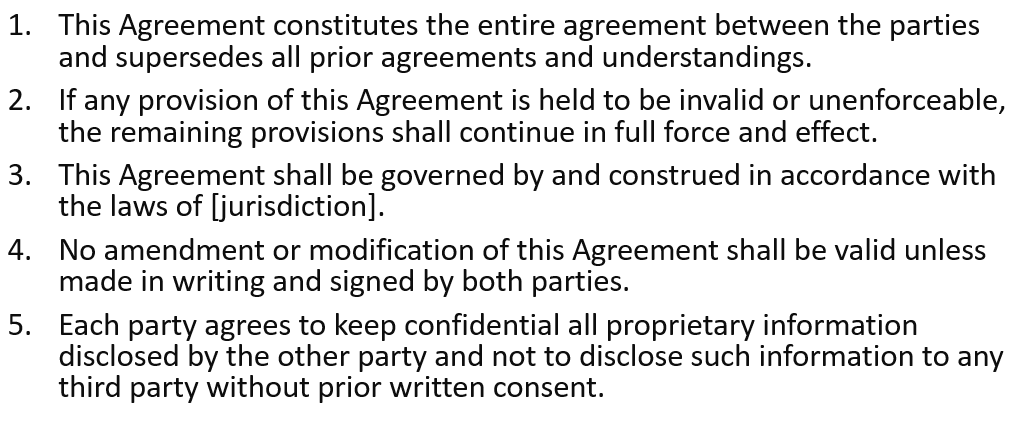 1. This Agreement constitutes the entire agreement between the parties
and supersedes all prior agreements and understandings.
2. If any provision of this Agreement is held to be invalid or unenforceable,
the remaining provisions shall continue in full force and effect.
3. This Agreement shall be governed by and construed in accordance with
the laws of [jurisdiction].
4. No amendment or modification of this Agreement shall be valid unless
made in writing and signed by both parties.
5. Each party agrees to keep confidential all proprietary information
disclosed by the other party and not to disclose such information to any
third party without prior written consent.